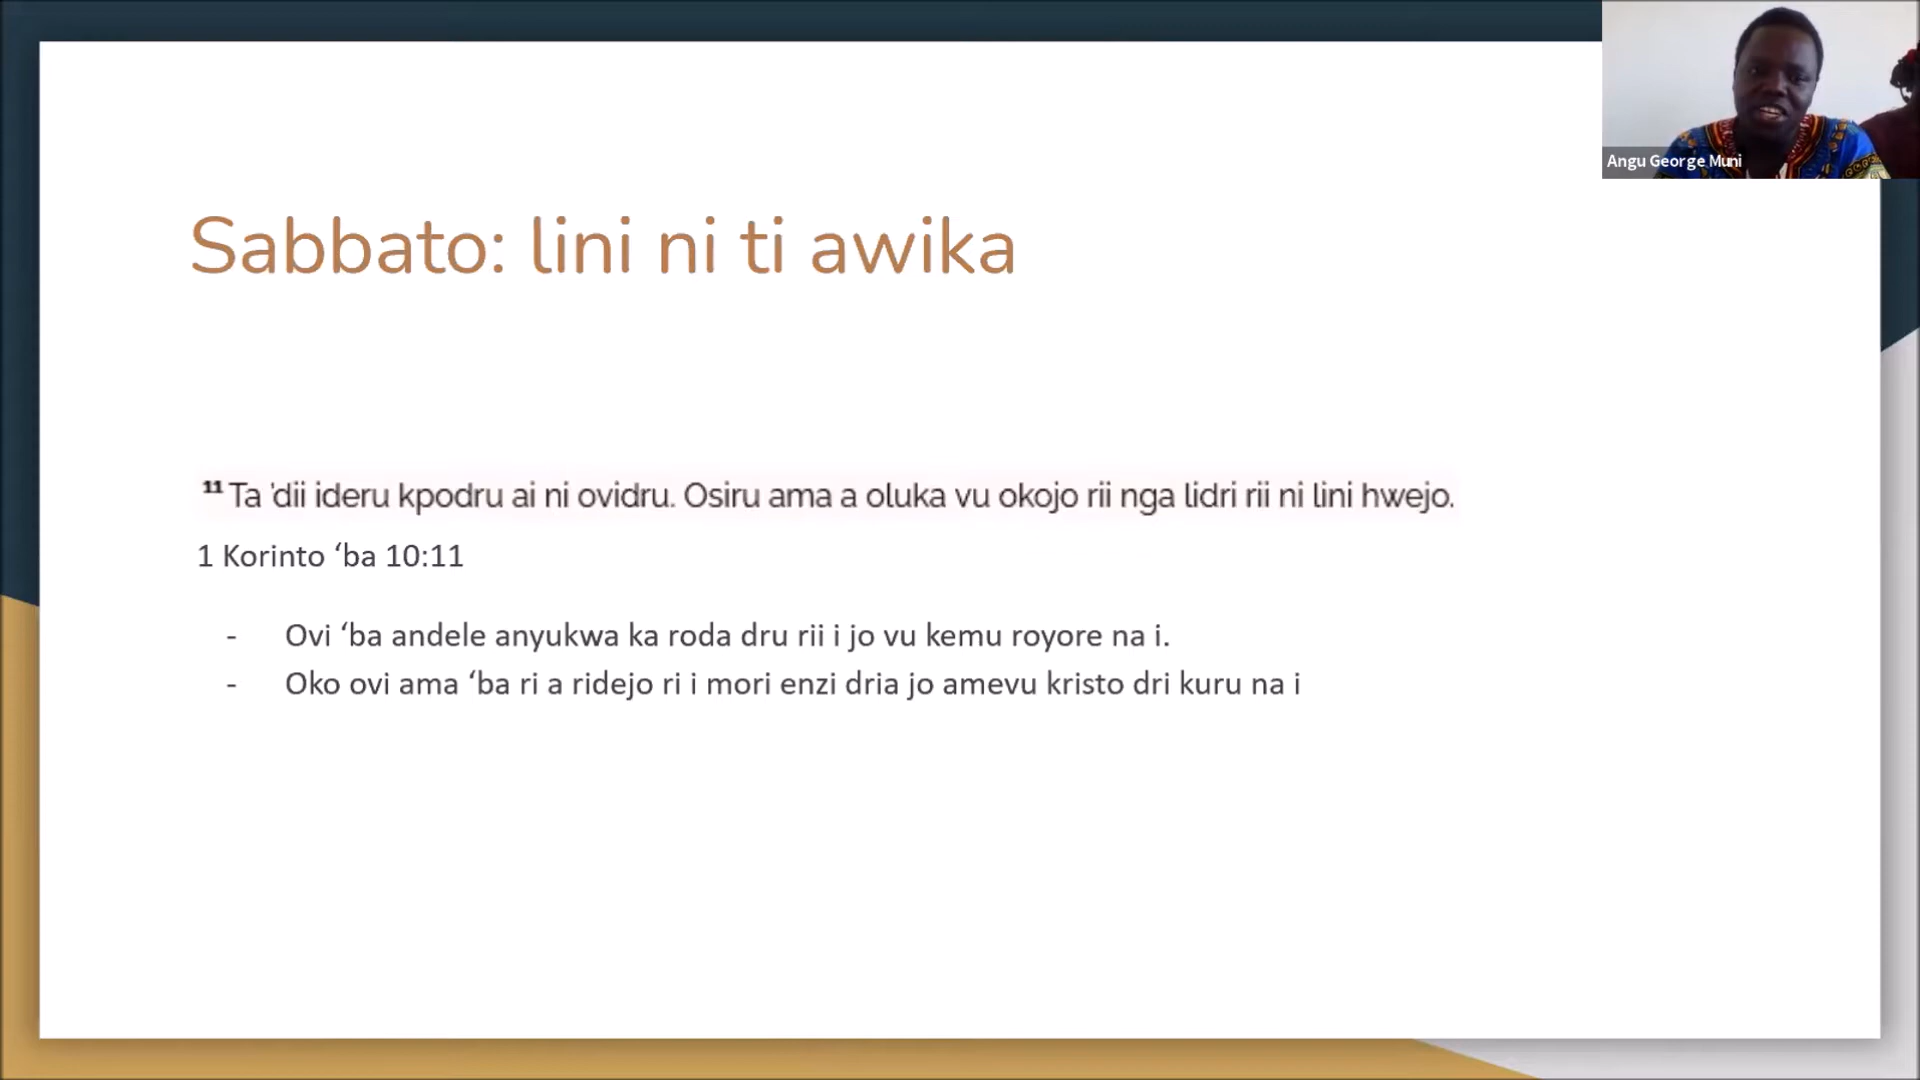 Angu George Muni
Sabbato: lini ni ti awika
¹¹ Ta 'dii ideru kpodru ai ni ovidru. Osiru ama a oluka vu okojo rii nga lidri rii ni lini hwejo.
1 Korinto ‘ba 10:11
- Ovi ‘ba andele anyukwa ka roda dru rii i jo vu kemu royore na i.
- Oko ovi ama ‘ba ri a ridejo ri i mori enzi dria jo amevu kristo dri kuru na i